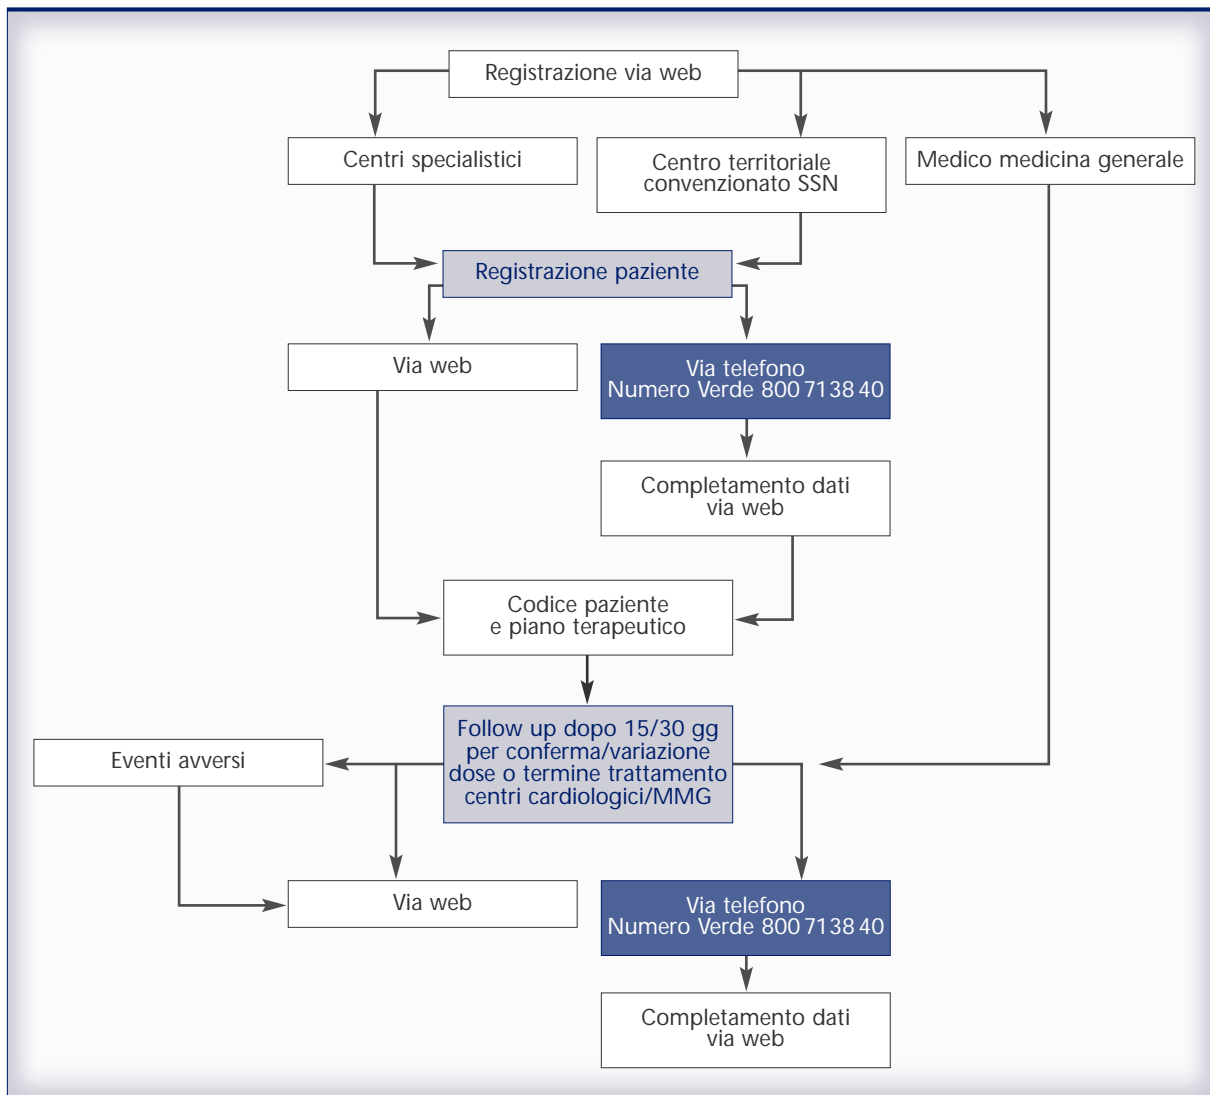 Registrazione via web
Centri specialistici
Centro territoriale
convenzionato SSN
Medico medicina generale
Registrazione paziente
Via web
Via telefono
Numero Verde 800 7138 40
Completamento dati
via web
Codice paziente
e piano terapeutico
Follow up dopo 15/30 gg
per conferma/variazione
dose o termine trattamento
centri cardiologici/MMG
Eventi avversi
Via web
Via telefono
Numero Verde 800 7138 40
Completamento dati
via web